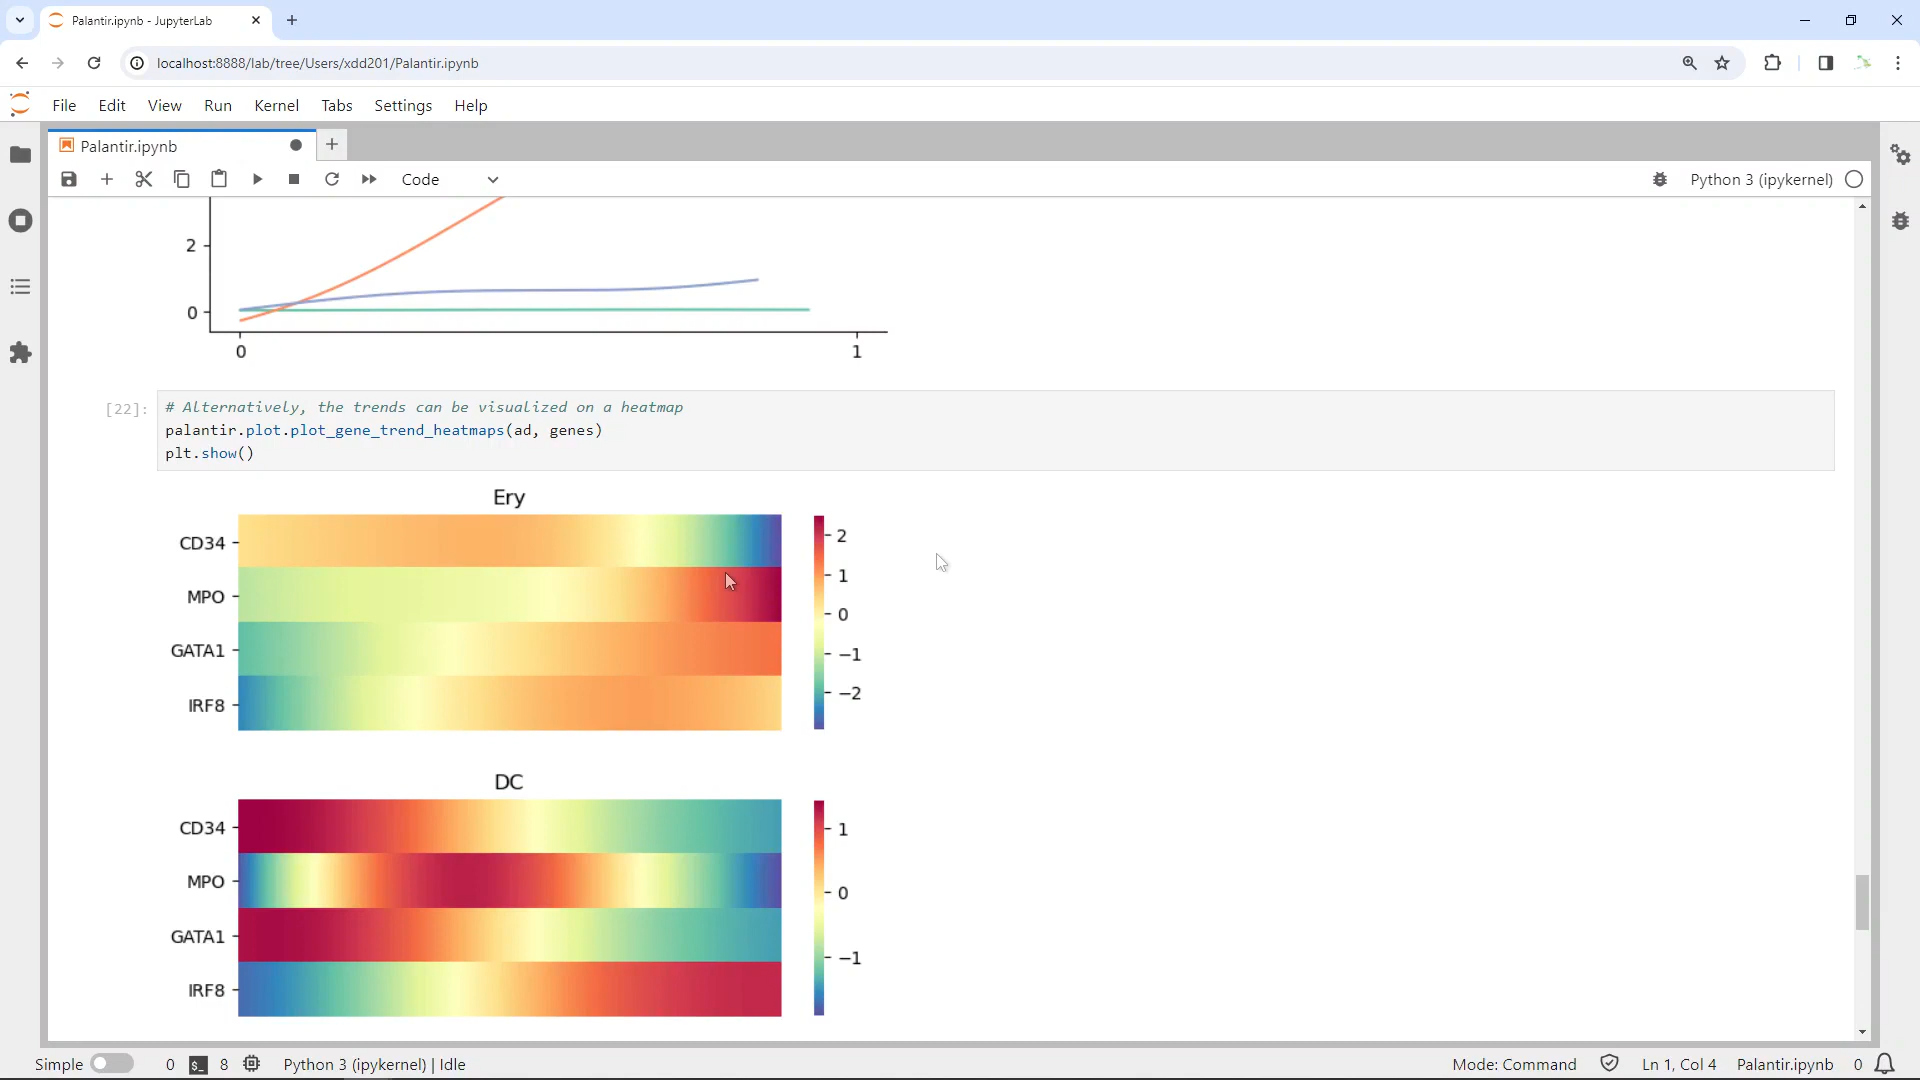 Palantir.ipynb - JupyterLab
localhost:8888/lab/tree/Users/xdd201/Palantir.ipynb
File Edit View Run Kernel Tabs Settings Help
Palantir.ipynb
Code
Python 3 (ipykernel)
2
0
0 1
[22]:
# Alternatively, the trends can be visualized on a heatmap
palantir.plot.plot_gene_trend_heatmaps(ad, genes)
plt.show()
Ery
CD34
MPO
GATA1
IRF8
2
1
0
−1
−2
DC
CD34
MPO
GATA1
IRF8
1
0
−1
Simple 0 $_ 8 Python 3 (ipykernel) | Idle Mode: Command Ln 1, Col 4 Palantir.ipynb 0